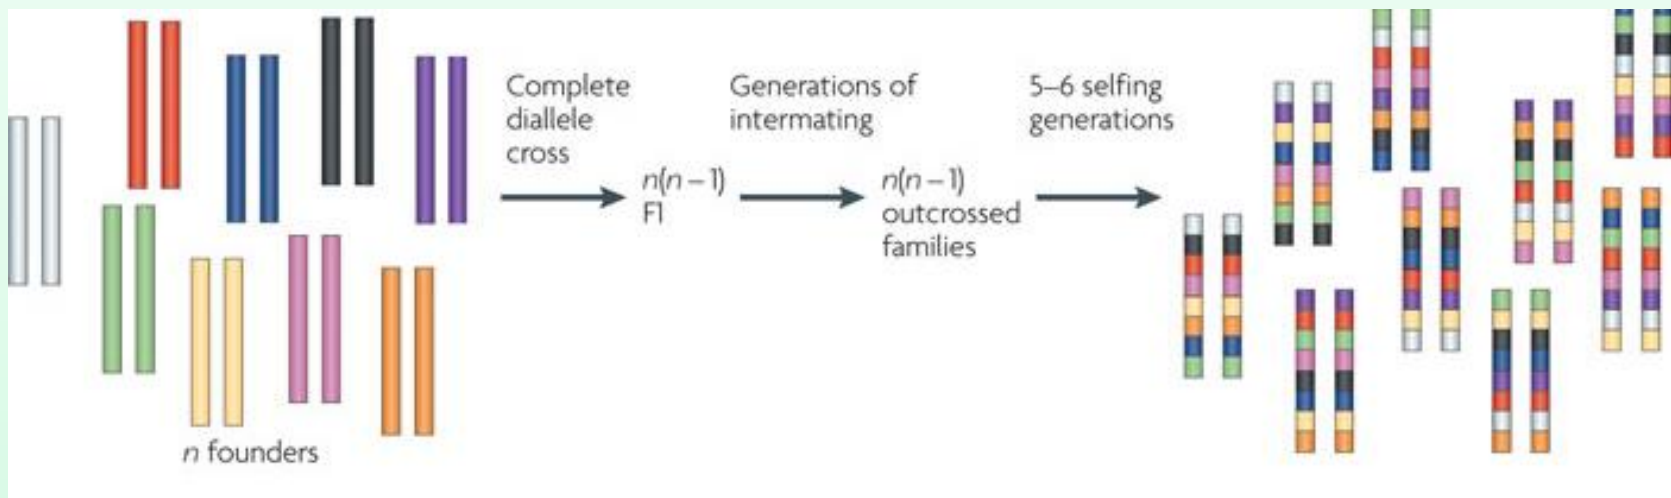 Complete
diallele
cross
Generations of
intermating
5–6 selfing
generations
n(n – 1)
F1
n(n – 1)
outcrossed
families
n founders